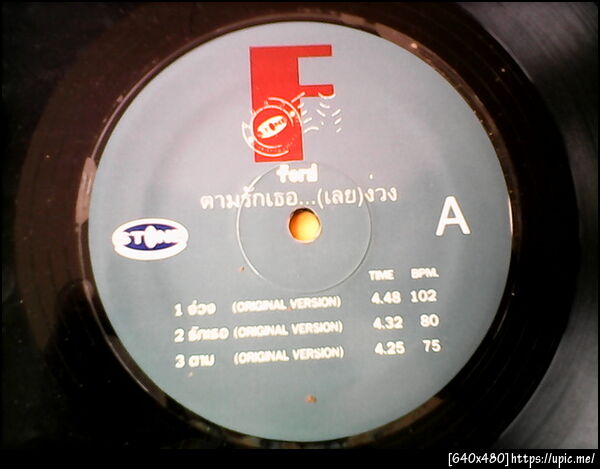 STONE
ford
ตามรักเธอ...(เลย)ง่วง
STONE
A
TIME BPM.
1 ง่วง (ORIGINAL VERSION) 4.48 102
2 รักเธอ (ORIGINAL VERSION) 4.32 80
3 ตาม (ORIGINAL VERSION) 4.25 75
[640x480]https://upic.me/